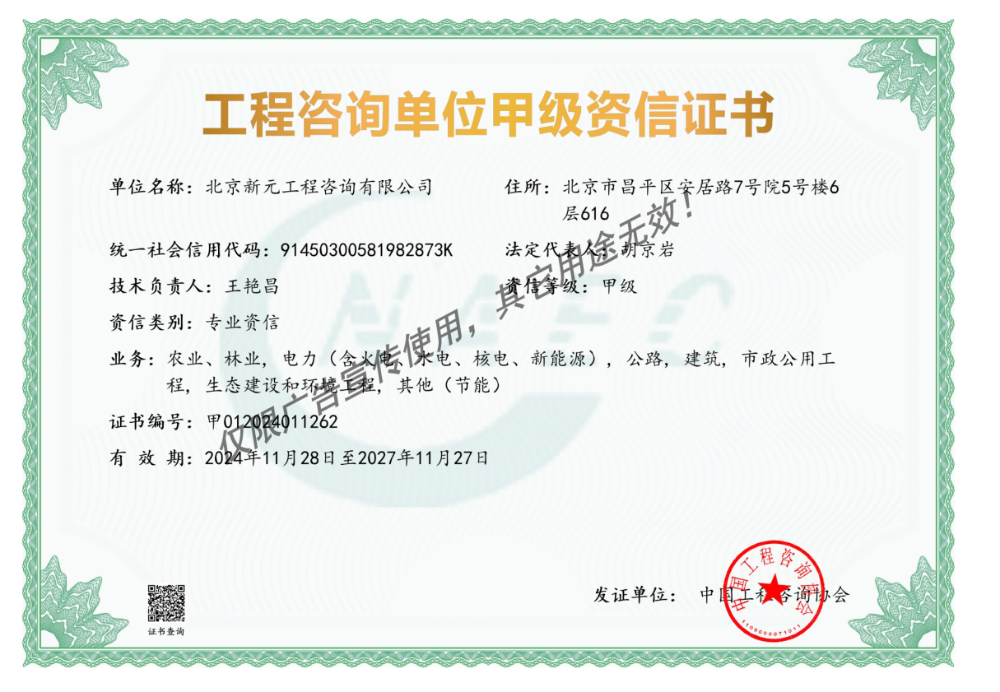 工程咨询单位甲级资信证书
单位名称：北京新元工程咨询有限公司
住所：北京市昌平区安居路7号院5号楼6
层616
统一社会信用代码：91450300581982873K
法定代表人：胡京岩
技术负责人：王艳昌
资信等级：甲级
资信类别：专业资信
业务：农业、林业，电力（含火电、水电、核电、新能源），公路，建筑，市政公用工
程，生态建设和环境工程，其他（节能）
证书编号：甲012024011262
有 效 期：2024年11月28日至2027年11月27日
仅限广告宣传使用，其它用途无效！
NAEC
发证单位： 中国工程咨询协会
中国工程咨询协会
1100000071011
证书查询